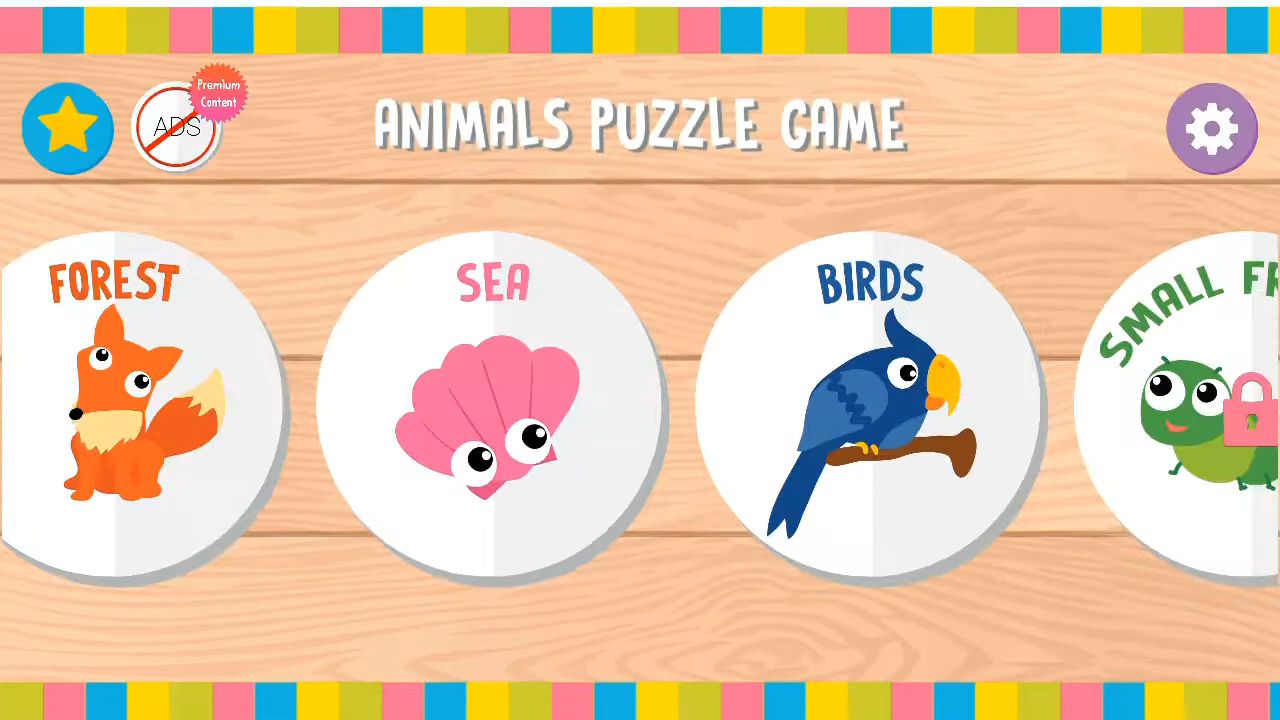 Premium
Content
ADS
ANIMALS PUZZLE GAME
FOREST
SEA
BIRDS
SMALL